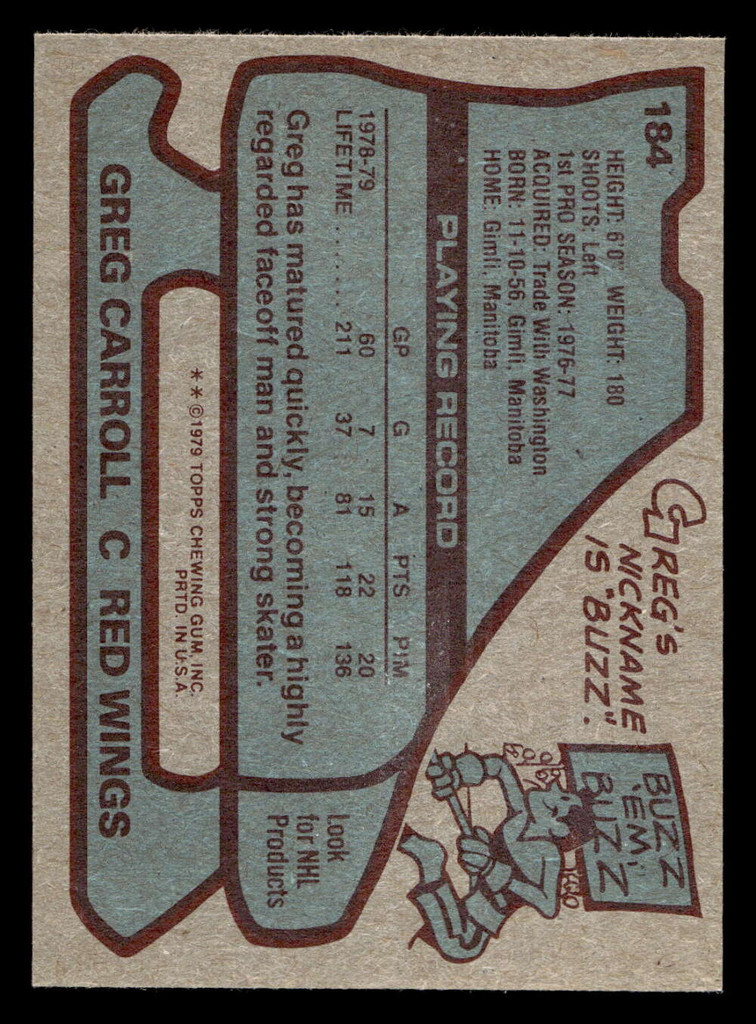 184
HEIGHT: 6'0" WEIGHT: 180
SHOOTS: Left
1st PRO SEASON: 1976-77
ACQUIRED: Trade With Washington
BORN: 11-10-56, Gimli, Manitoba
HOME: Gimli, Manitoba
GREG'S
NICKNAME
IS "BUZZ".
BUZZ
'EM,
BUZZ
PLAYING RECORD
GP G A PTS PIM
1978-79 60 7 15 22 20
LIFETIME ........ 211 37 81 118 136
Greg has matured quickly, becoming a highly
regarded faceoff man and strong skater.
Look
for NHL
Products
**©1979 TOPPS CHEWING GUM, INC.
PRTD. IN U.S.A.
GREG CARROLL C RED WINGS